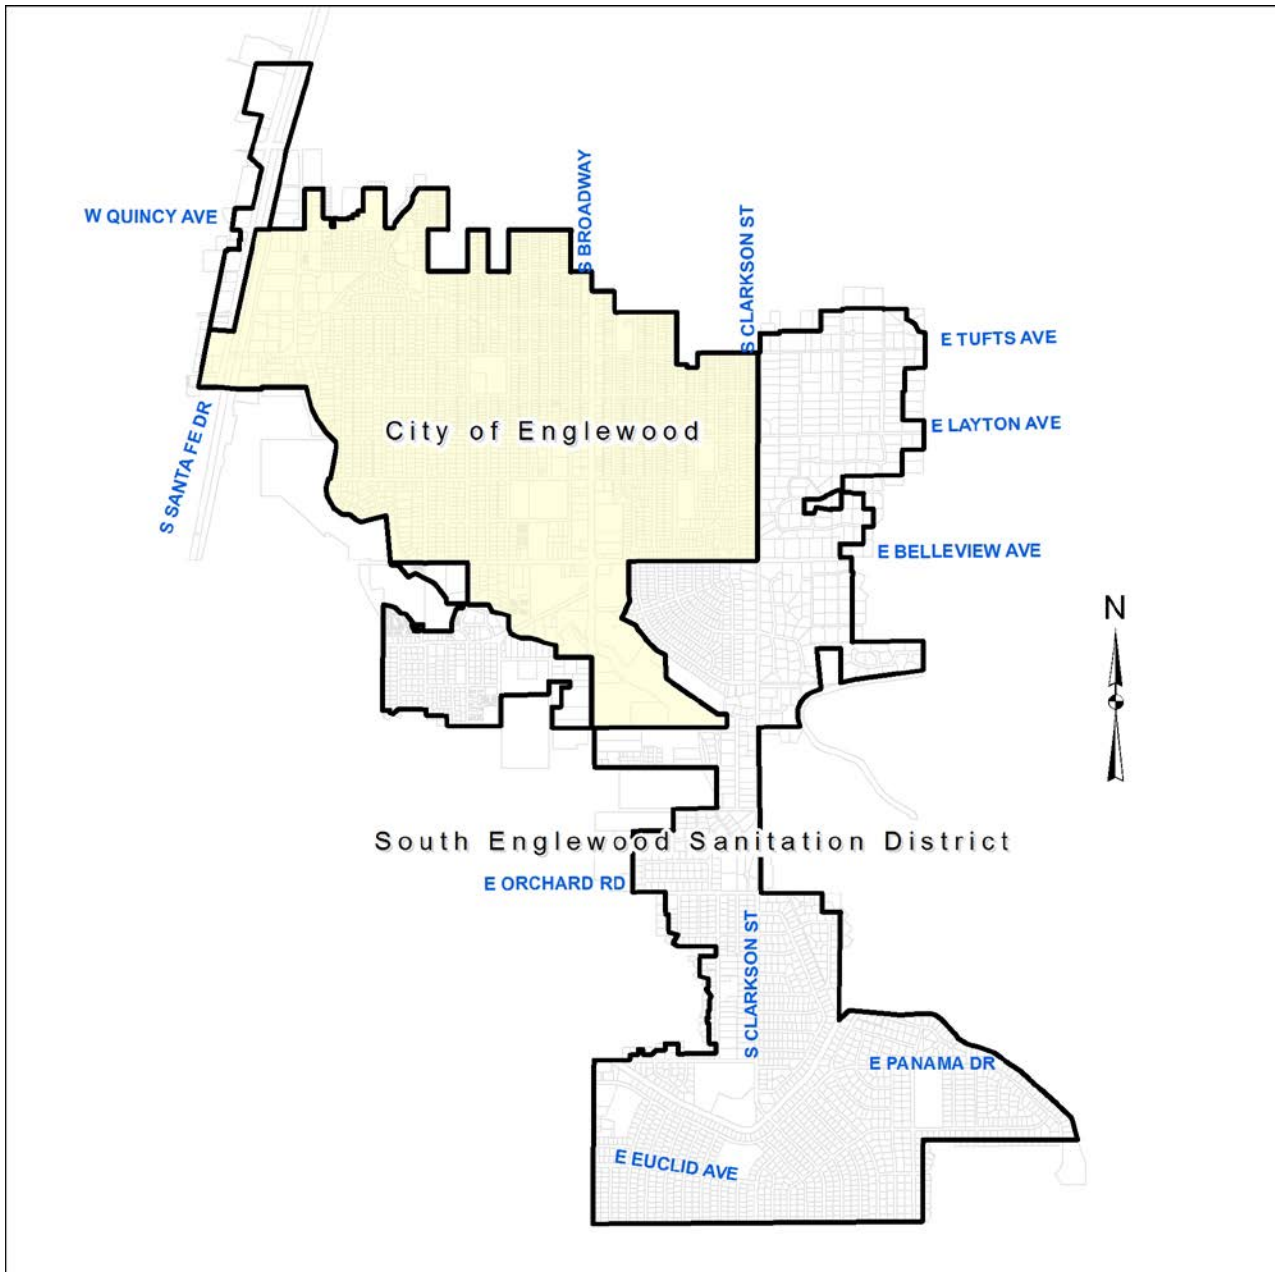 W QUINCY AVE
S BROADWAY
S CLARKSON ST
E TUFTS AVE
E LAYTON AVE
City of Englewood
S SANTA FE DR
E BELLEVIEW AVE
N
South Englewood Sanitation District
E ORCHARD RD
S CLARKSON ST
E PANAMA DR
E EUCLID AVE